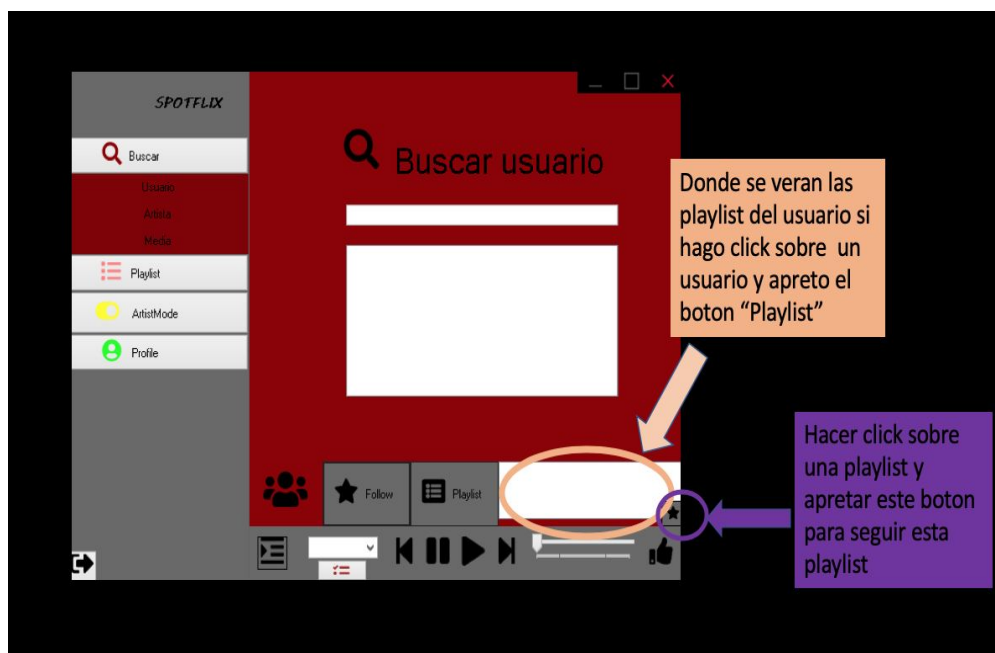 SPOTFLIX
Buscar
Usuario
Artista
Media
Playlist
ArtistMode
Profile
Buscar usuario
Follow
Playlist
Donde se veran las
playlist del usuario si
hago click sobre un
usuario y apreto el
boton “Playlist”
Hacer click sobre
una playlist y
apretar este boton
para seguir esta
playlist